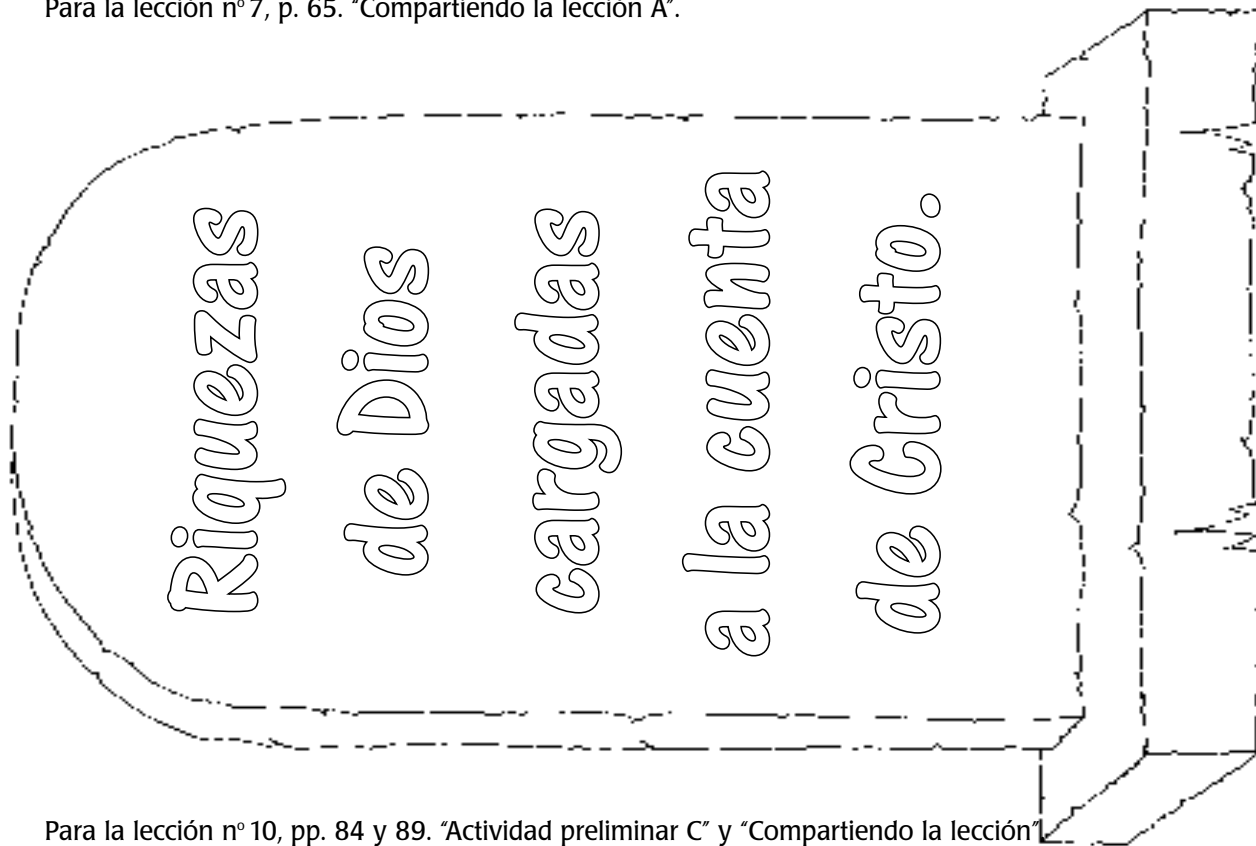 Para la lección nº 7, p. 65. “Compartiendo la lección A”.
Riquezas
de Dios
cargadas
a la cuenta
de Cristo.
Para la lección nº 10, pp. 84 y 89. “Actividad preliminar C” y “Compartiendo la lección”